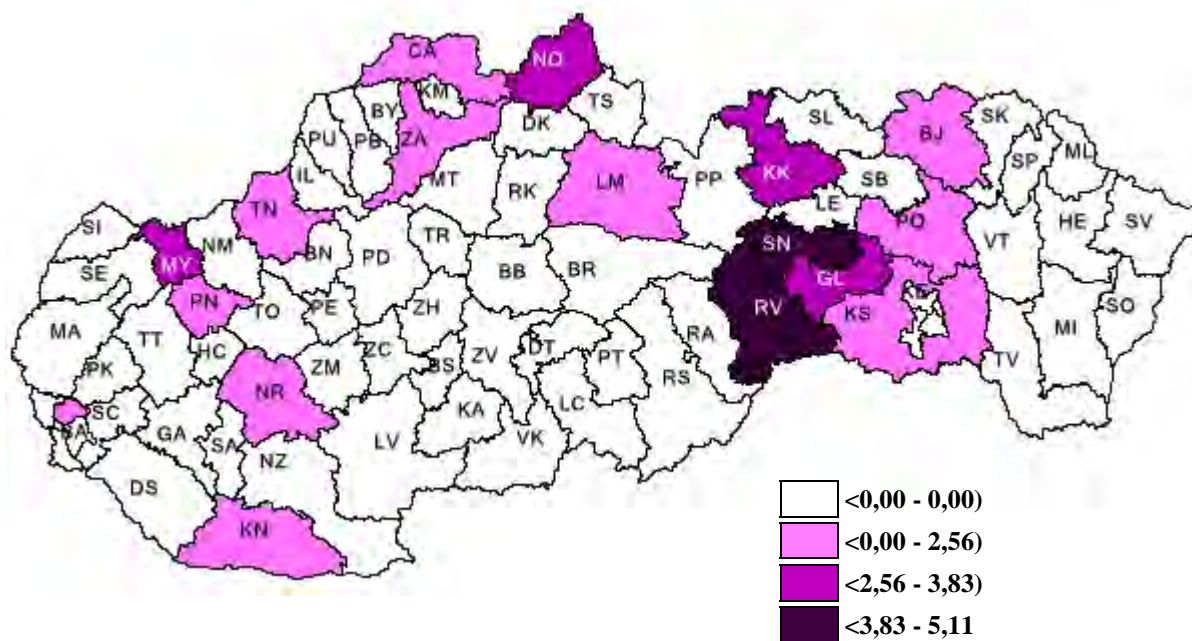 CA
NO
KM
TS
BY
DK
SL
SK
PU
PB
ZA
BJ
SP
ML
IL
MT
RK
LM
PP
KK
SB
TN
LE
SI
NM
PO
HE
SV
TR
SN
VT
MY
BN
PD
SE
BB
BR
GL
PN
TO
PE
ZH
RV
KS
SO
MA
TT
RA
MI
HC
ZM
ZC
DT
PT
PK
BS
ZV
TV
RS
NR
SC
KA
LC
GA
SA
LV
VK
NZ
DS
KN
<0,00 - 0,00)
<0,00 - 2,56)
<2,56 - 3,83)
<3,83 - 5,11